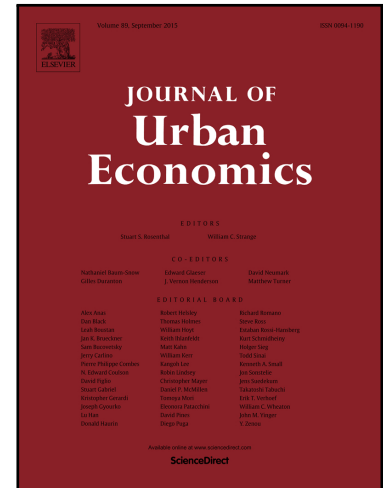 Volume 89, September 2015 ISSN 0094-1190
ELSEVIER
JOURNAL OF
Urban
Economics
EDITORS
Stuart S. Rosenthal William C. Strange
CO-EDITORS
Nathaniel Baum-Snow Edward Glaeser David Neumark
Gilles Duranton J. Vernon Henderson Matthew Turner
EDITORIAL BOARD
Alex Anas Robert Helsley Richard Romano
Dan Black Thomas Holmes Steve Ross
Leah Boustan William Hoyt Esteban Rossi-Hansberg
Jan K. Brueckner Keith Ihlanfeldt Kurt Schmidheiny
Sam Bucovetsky Matt Kahn Holger Sieg
Jerry Carlino William Kerr Todd Sinai
Pierre Philippe Combes Sanghoon Lee Kenneth A. Small
N. Edward Coulson Robin Lindsey Jon Sonstelie
David Figlio Christopher Mayer Jens Suedekum
Stuart Gabriel Daniel P. McMillen Takatoshi Tabuchi
Kristopher Gerardi Tomoya Mori Erik T. Verhoef
Joseph Gyourko Eleonora Patacchini William C. Wheaton
Lu Han David Pines John M. Yinger
Donald Haurin Diego Puga Y. Zenou
Available online at www.sciencedirect.com
ScienceDirect